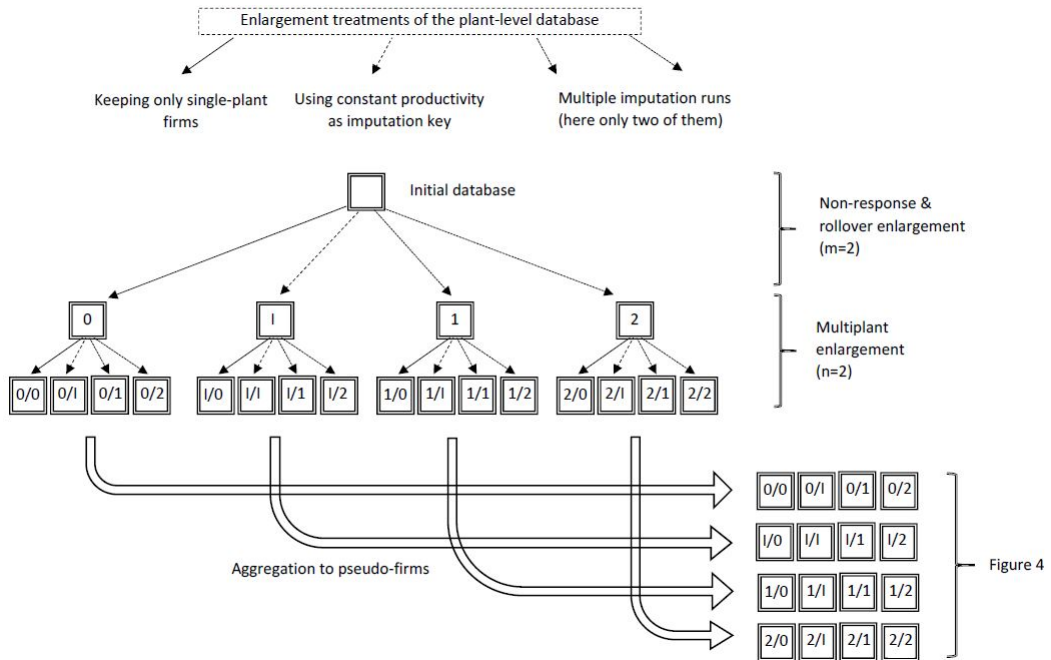 Enlargement treatments of the plant-level database
Keeping only single-plant
firms
Using constant productivity
as imputation key
Multiple imputation runs
(here only two of them)
Initial database
Non-response &
rollover enlargement
(m=2)
0 I 1 2
Multiplant
enlargement
(n=2)
0/0 0/I 0/1 0/2 I/0 I/I I/1 I/2 1/0 1/I 1/1 1/2 2/0 2/I 2/1 2/2
Aggregation to pseudo-firms
0/0 0/I 0/1 0/2
I/0 I/I I/1 I/2
1/0 1/I 1/1 1/2
2/0 2/I 2/1 2/2
Figure 4